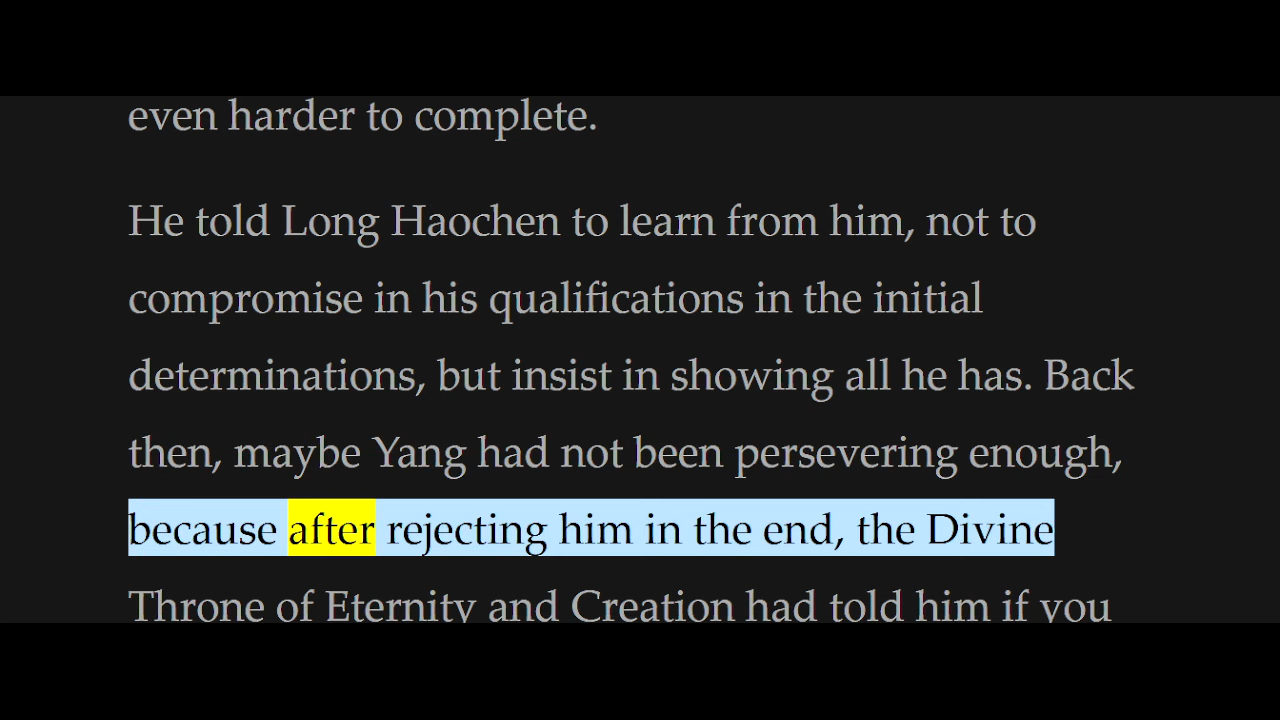 even harder to complete.
He told Long Haochen to learn from him, not to
compromise in his qualifications in the initial
determinations, but insist in showing all he has. Back
then, maybe Yang had not been persevering enough,
because after rejecting him in the end, the Divine
Throne of Eternity and Creation had told him if you